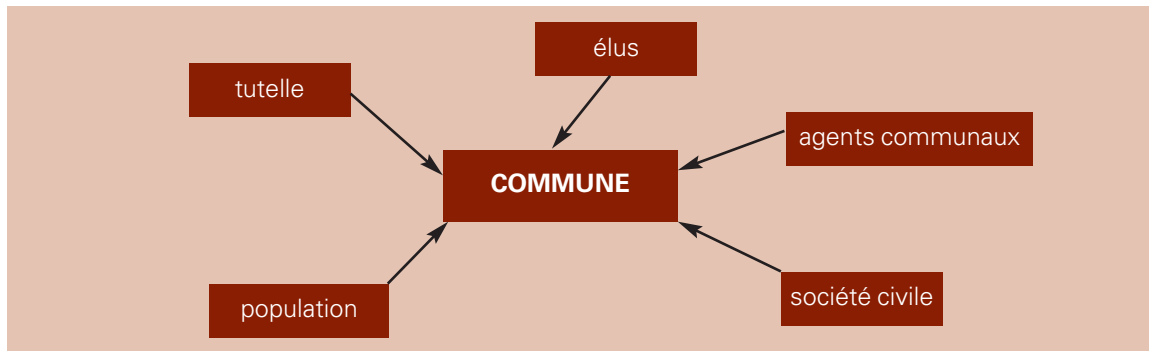 élus
tutelle
agents communaux
COMMUNE
population
société civile